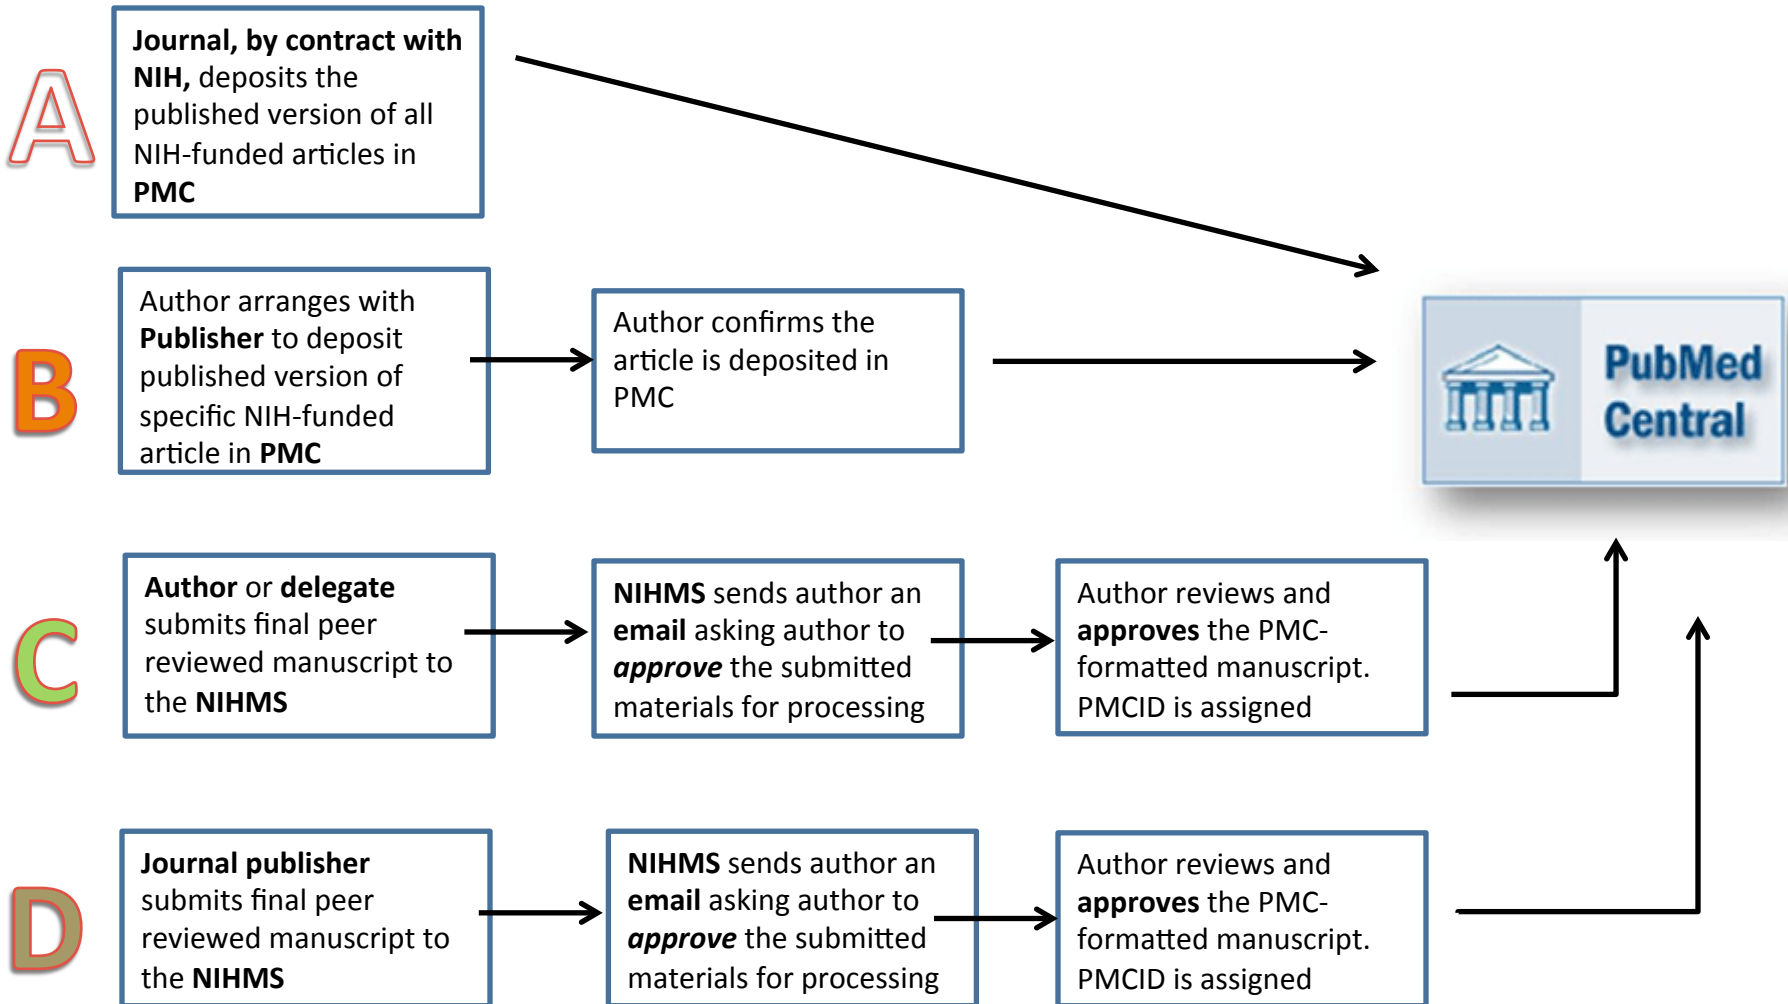 A
Journal, by contract with
NIH, deposits the
published version of all
NIH-funded articles in
PMC
B
Author arranges with
Publisher to deposit
published version of
specific NIH-funded
article in PMC
Author confirms the
article is deposited in
PMC
PubMed
Central
C
Author or delegate
submits final peer
reviewed manuscript to
the NIHMS
NIHMS sends author an
email asking author to
approve the submitted
materials for processing
Author reviews and
approves the PMC-
formatted manuscript.
PMCID is assigned
D
Journal publisher
submits final peer
reviewed manuscript to
the NIHMS
NIHMS sends author an
email asking author to
approve the submitted
materials for processing
Author reviews and
approves the PMC-
formatted manuscript.
PMCID is assigned